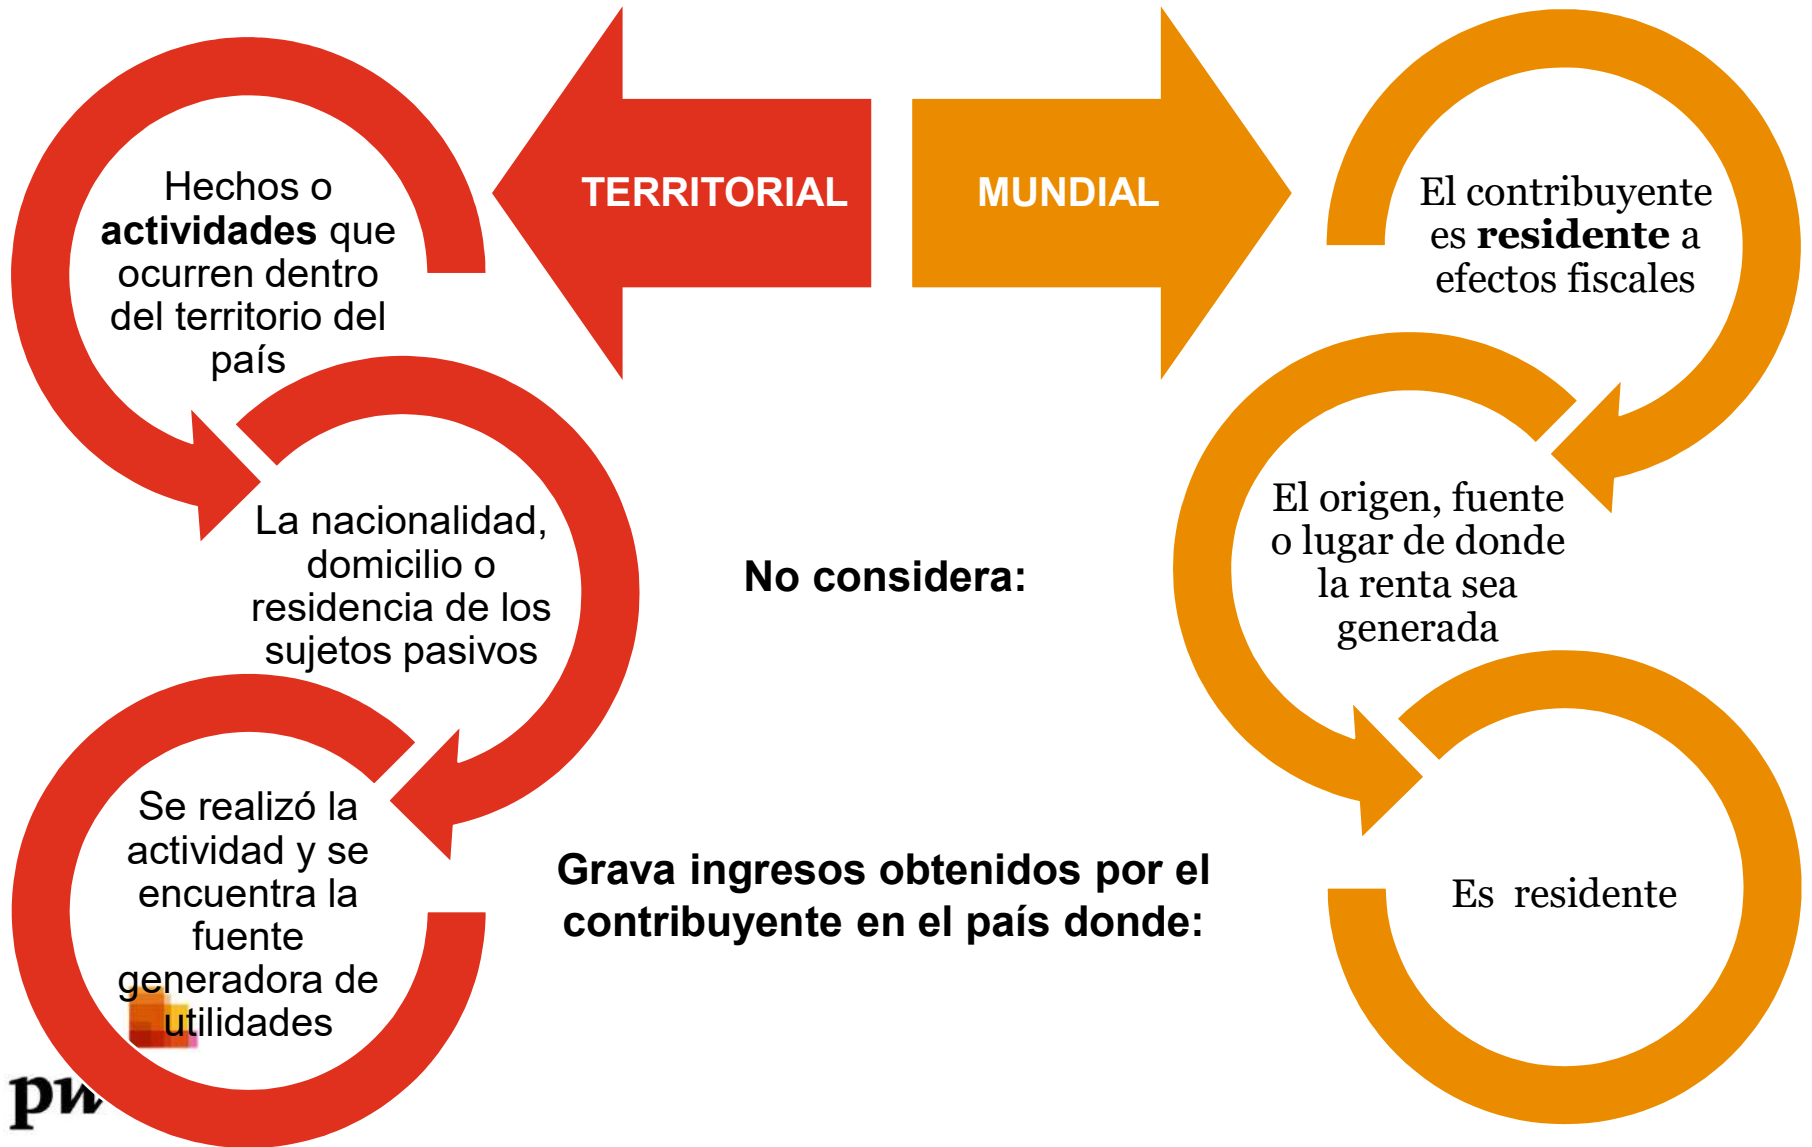 TERRITORIAL
MUNDIAL
Hechos o
actividades que
ocurren dentro
del territorio del
país
El contribuyente
es residente a
efectos fiscales
La nacionalidad,
domicilio o
residencia de los
sujetos pasivos
No considera:
El origen, fuente
o lugar de donde
la renta sea
generada
Se realizó la
actividad y se
encuentra la
fuente
generadora de
utilidades
Grava ingresos obtenidos por el
contribuyente en el país donde:
Es residente